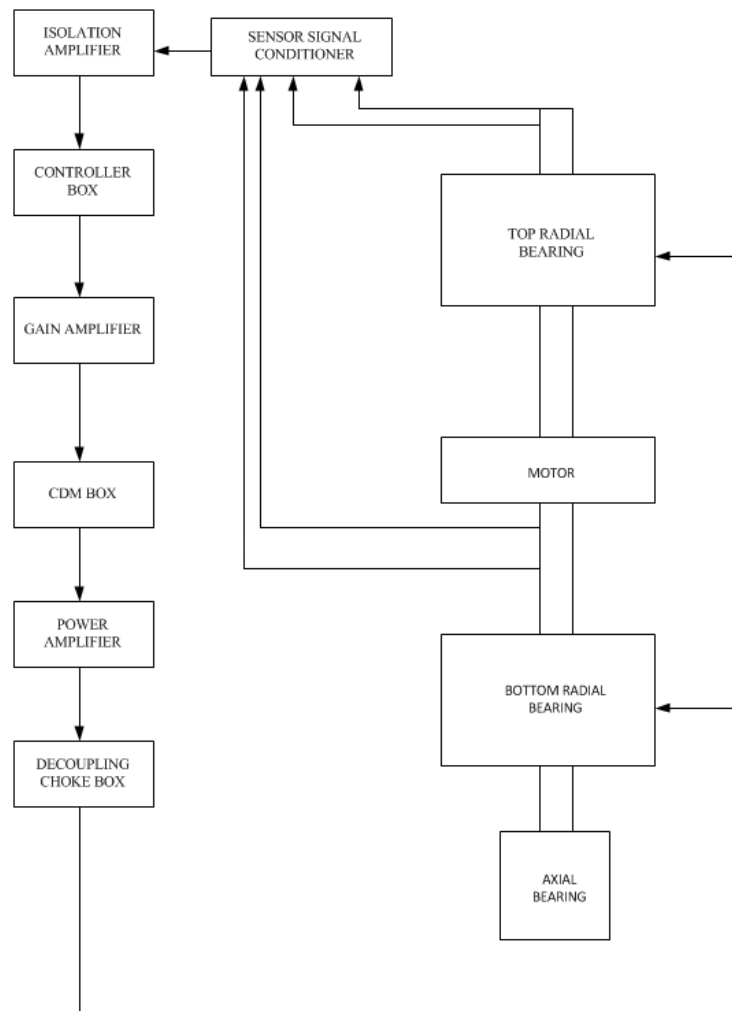 ISOLATION
AMPLIFIER
SENSOR SIGNAL
CONDITIONER
CONTROLLER
BOX
GAIN AMPLIFIER
CDM BOX
POWER
AMPLIFIER
DECOUPLING
CHOKE BOX
TOP RADIAL
BEARING
MOTOR
BOTTOM RADIAL
BEARING
AXIAL
BEARING